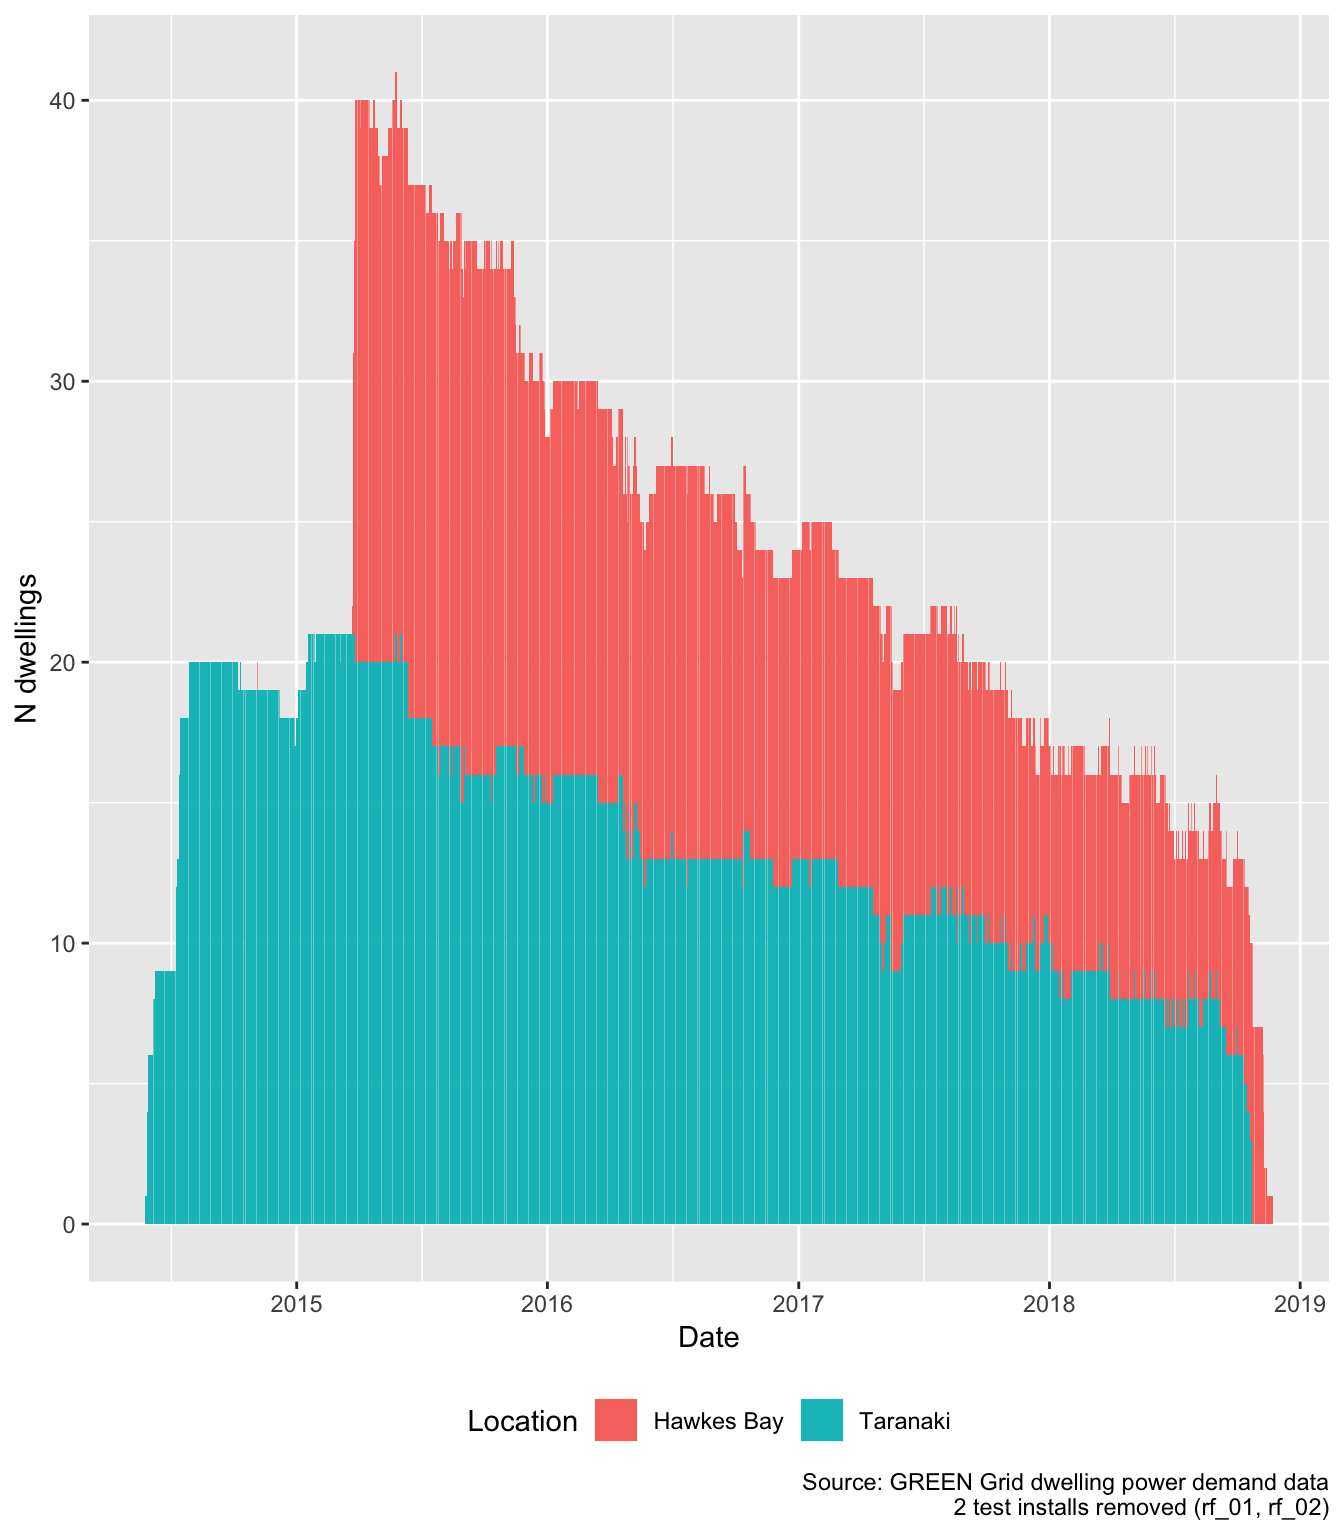 40
30
20
10
0
N dwellings
2015
2016
2017
2018
2019
Date
Location
Hawkes Bay
Taranaki
Source: GREEN Grid dwelling power demand data
2 test installs removed (rf_01, rf_02)